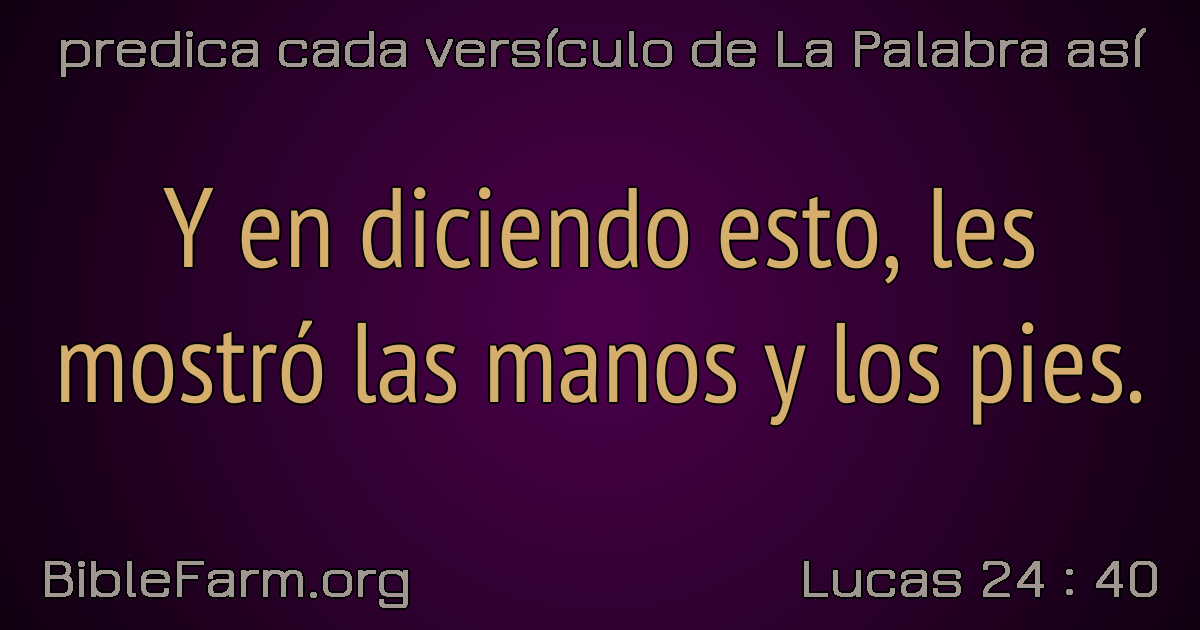 predica cada versículo de La Palabra así
Y en diciendo esto, les
mostró las manos y los pies.
BibleFarm.org
Lucas 24 : 40